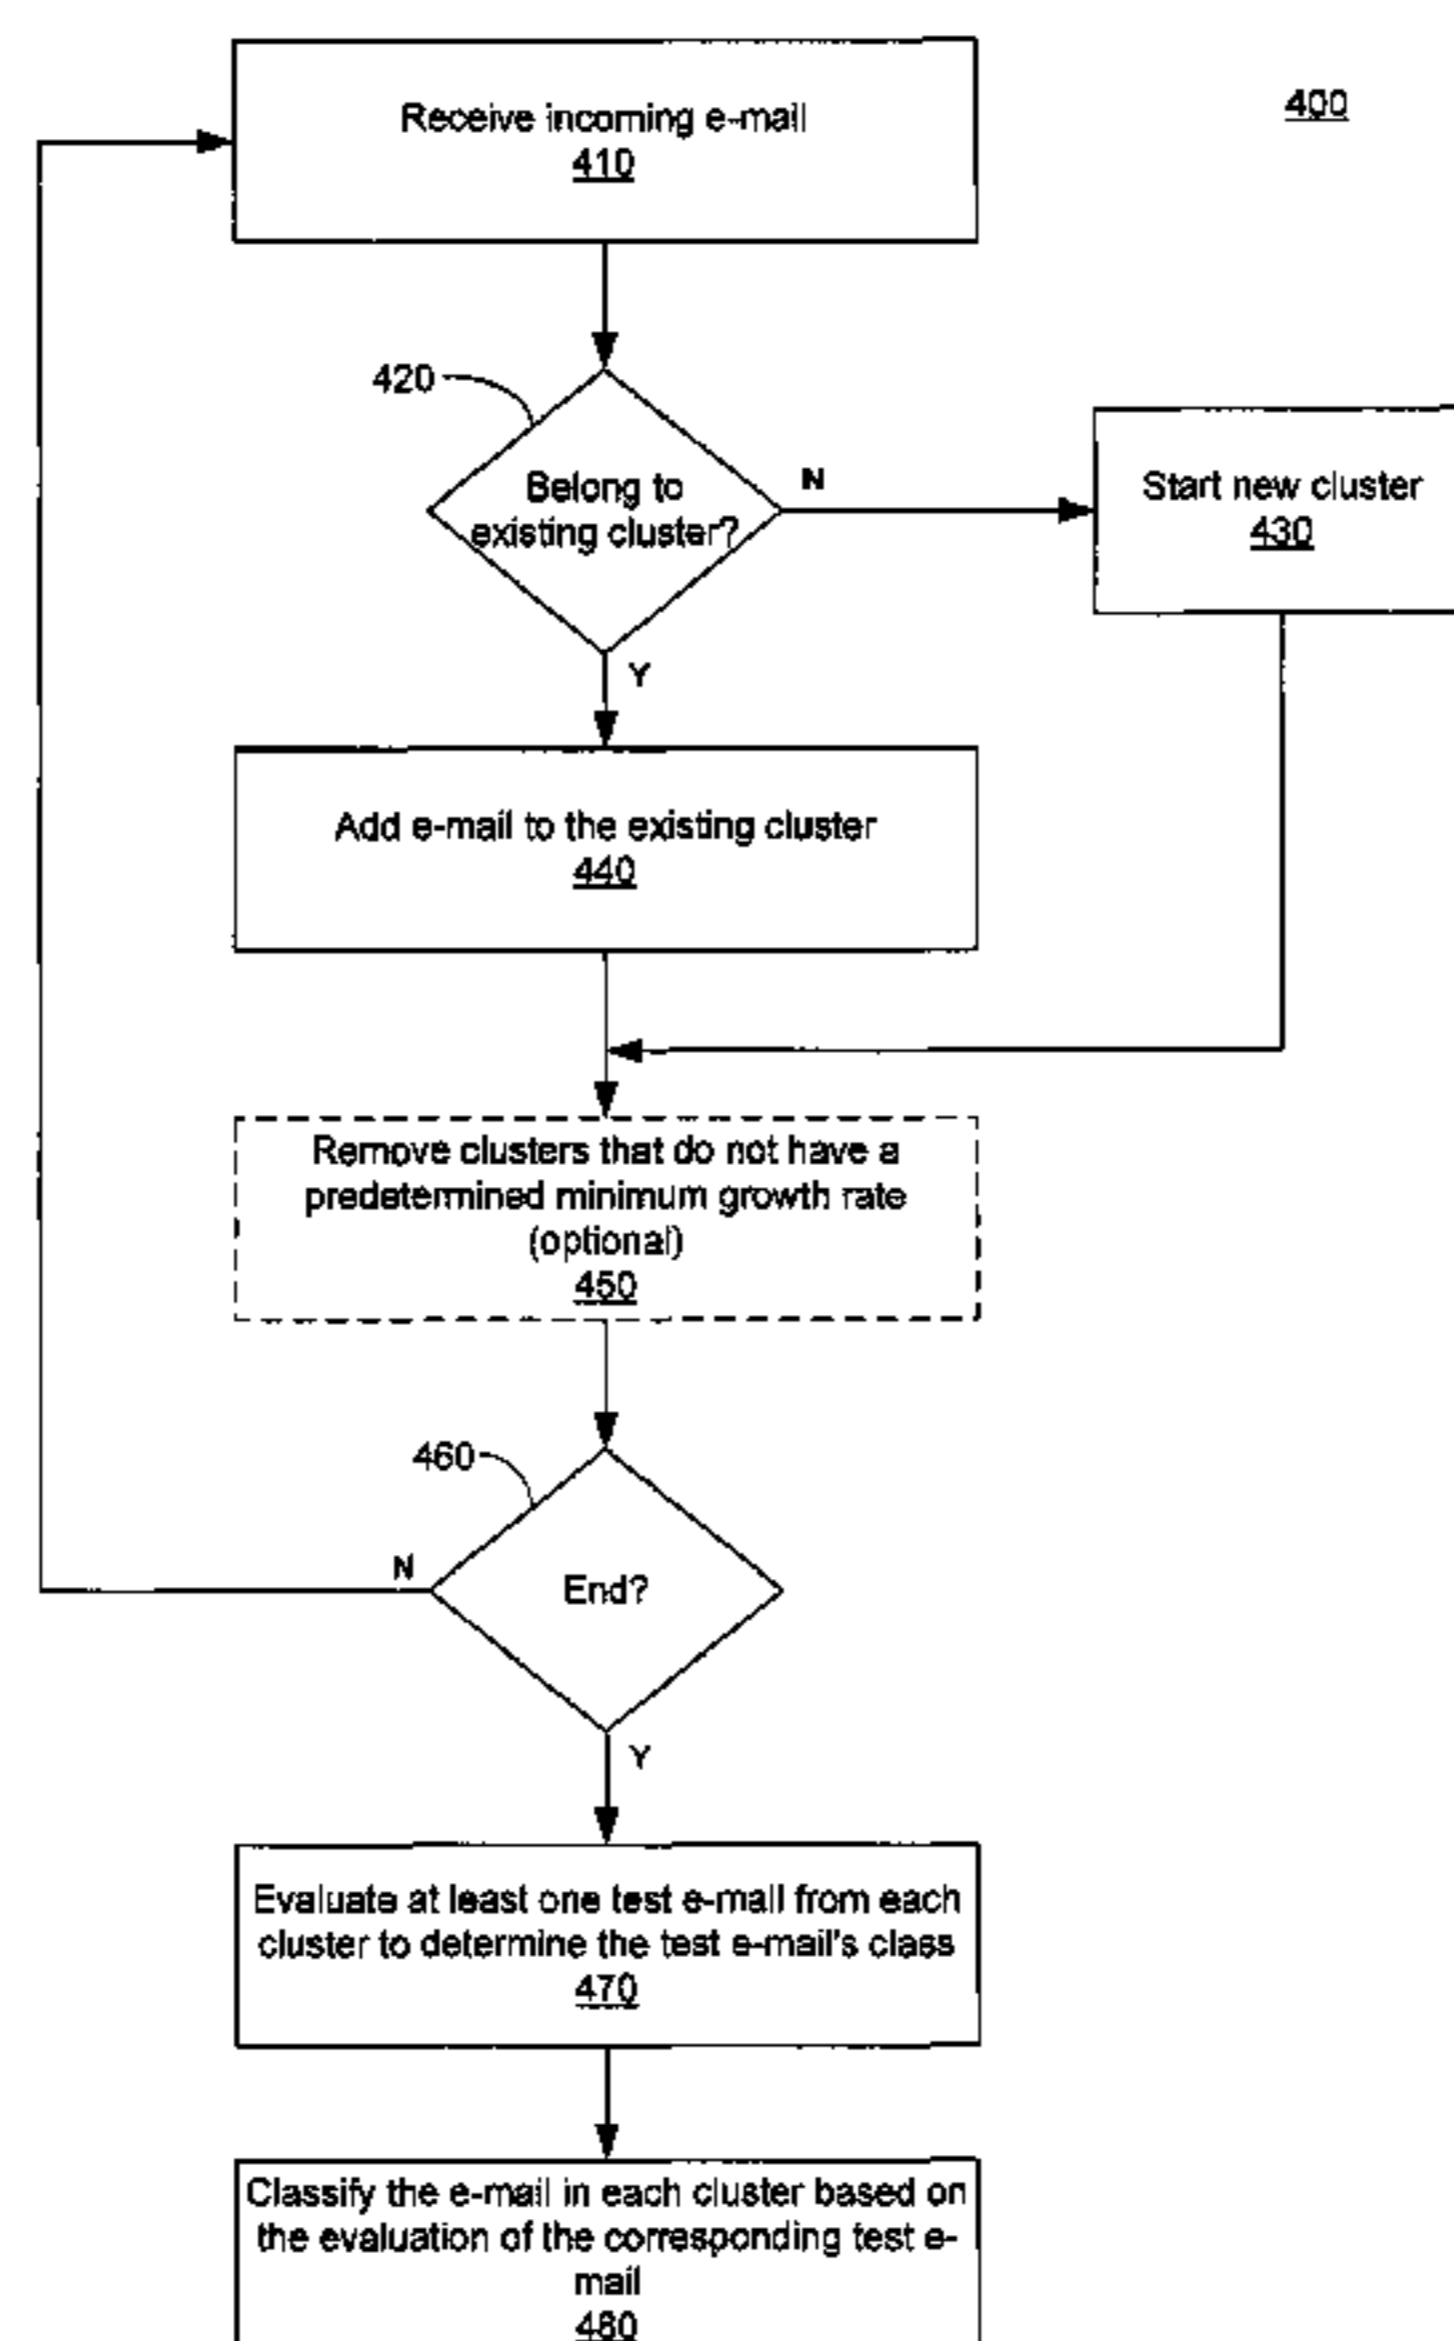 400
Receive incoming e-mail
410
420
Belong to
existing cluster?
N
Start new cluster
430
Y
Add e-mail to the existing cluster
440
Remove clusters that do not have a
predetermined minimum growth rate
(optional)
450
460
End?
N
Y
Evaluate at least one test e-mail from each
cluster to determine the test e-mail's class
470
Classify the e-mail in each cluster based on
the evaluation of the corresponding test e-
mail
480